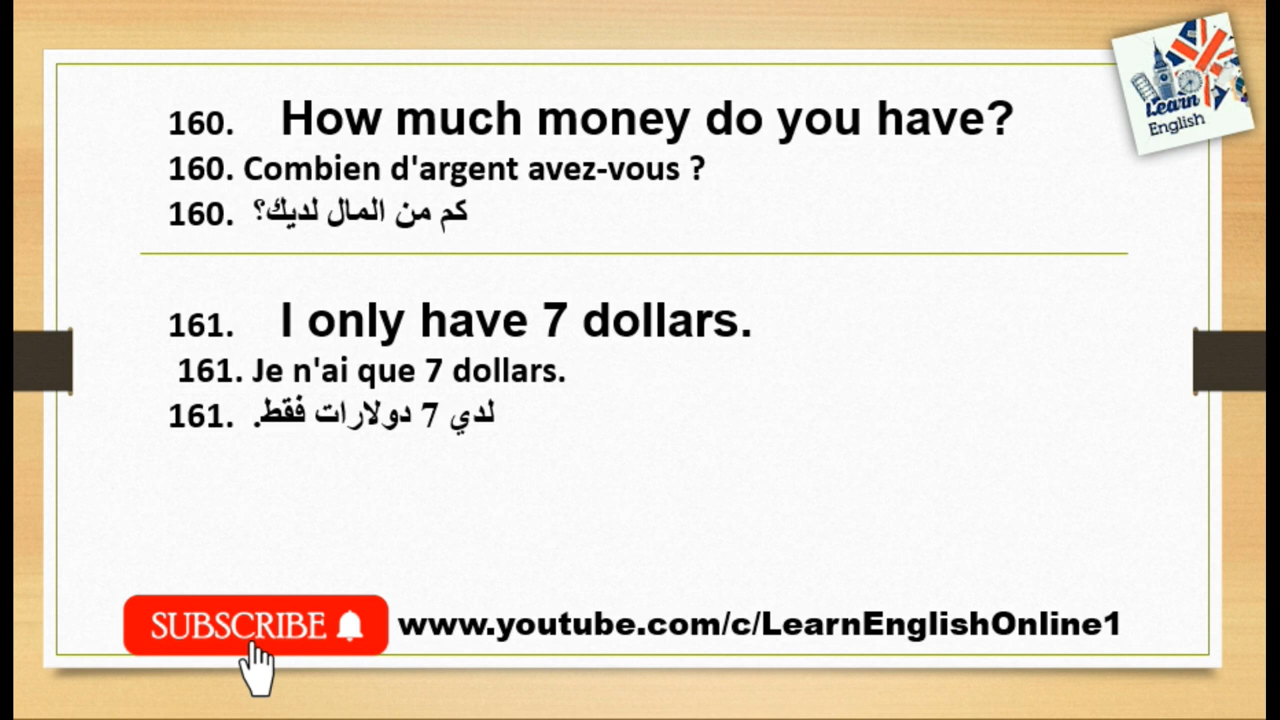 Learn
English
160. How much money do you have?
160. Combien d'argent avez-vous ?
160. كم من المال لديك؟
161. I only have 7 dollars.
161. Je n'ai que 7 dollars.
161. لدي 7 دولارات فقط.
SUBSCRIBE www.youtube.com/c/LearnEnglishOnline1